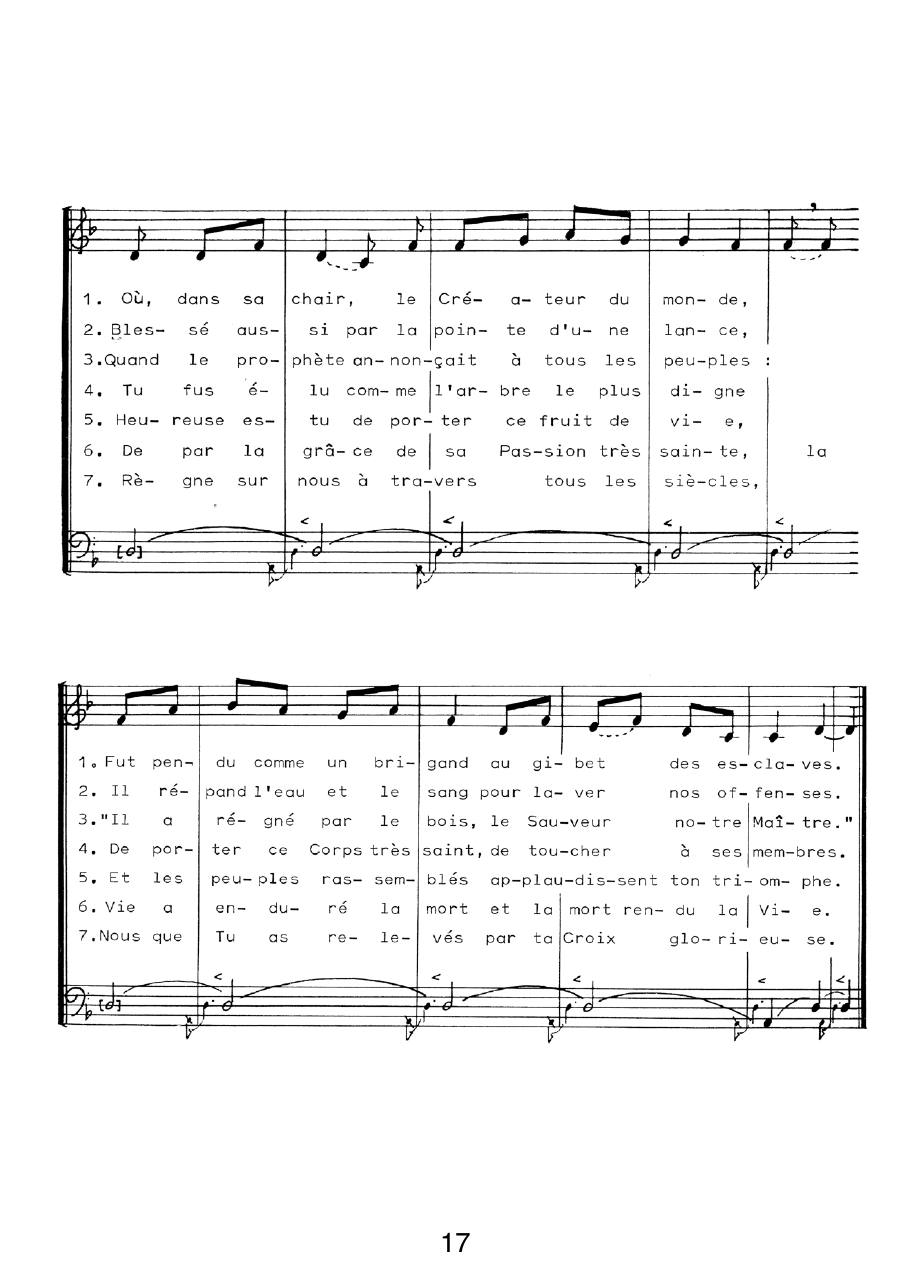 1. Où, dans sa chair, le Cré- a- teur du mon- de,
2. Bles- sé aus- si par la poin- te d'u- ne lan- ce,
3.Quand le pro- phète an- non-çait à tous les peu-ples :
4. Tu fus é- lu com- me l'ar- bre le plus di- gne
5. Heu- reuse es- tu de por- ter ce fruit de vi- e,
6. De par la grâ- ce de sa Pas-sion très sain- te, la
7. Rè- gne sur nous à tra-vers tous les siè-cles,
1. Fut pen- du comme un bri- gand au gi- bet des es- cla- ves.
2. Il ré- pand l'eau et le sang pour la- ver nos of- fen- ses.
3."Il a ré- gné par le bois, le Sau-veur no- tre Maî- tre."
4. De por- ter ce Corps très saint, de tou-cher à ses mem-bres.
5. Et les peu- ples ras- sem- blés ap-plau-dis-sent ton tri- om- phe.
6. Vie a en- du- ré la mort et la mort ren- du la Vi- e.
7.Nous que Tu as re- le- vés par ta Croix glo- ri- eu- se.
17